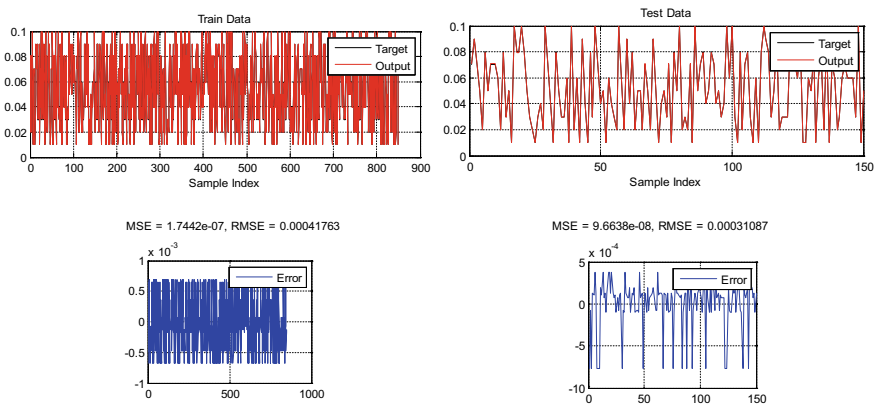 Train Data
0.1
0.08
0.06
0.04
0.02
0
Target
Output
0 100 200 300 400 500 600 700 800 900
Sample Index
Test Data
0.1
0.08
0.06
0.04
0.02
0
Target
Output
0 50 100 150
Sample Index
MSE = 1.7442e-07, RMSE = 0.00041763
x 10-3
1
0.5
0
-0.5
-1
Error
0 500 1000
MSE = 9.6638e-08, RMSE = 0.00031087
x 10-4
5
0
-5
-10
Error
0 50 100 150